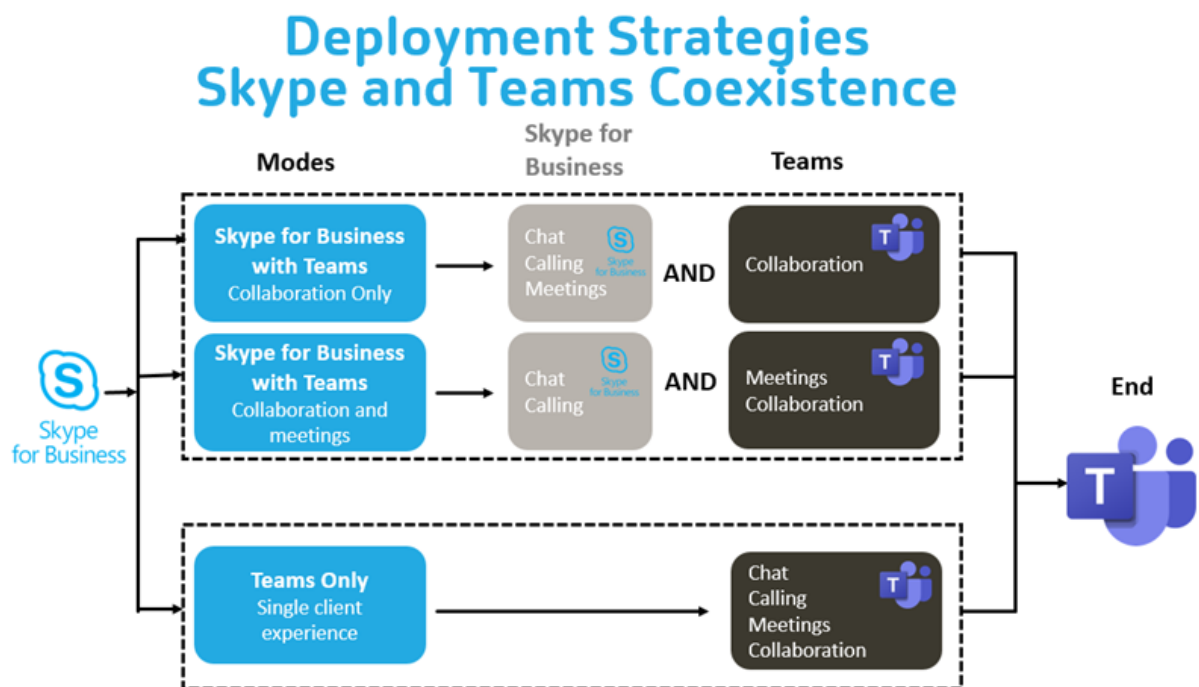 Deployment Strategies
Skype and Teams Coexistence
Modes
Skype for
Business
Teams
Skype for Business
with Teams
Collaboration Only
Chat
Calling
Meetings
S
Skype
for Business
AND
Collaboration
T
Skype for Business
with Teams
Collaboration and
meetings
Chat
Calling
S
Skype
for Business
AND
Meetings
Collaboration
T
S
Skype
for Business
End
T
Teams Only
Single client
experience
Chat
Calling
Meetings
Collaboration
T